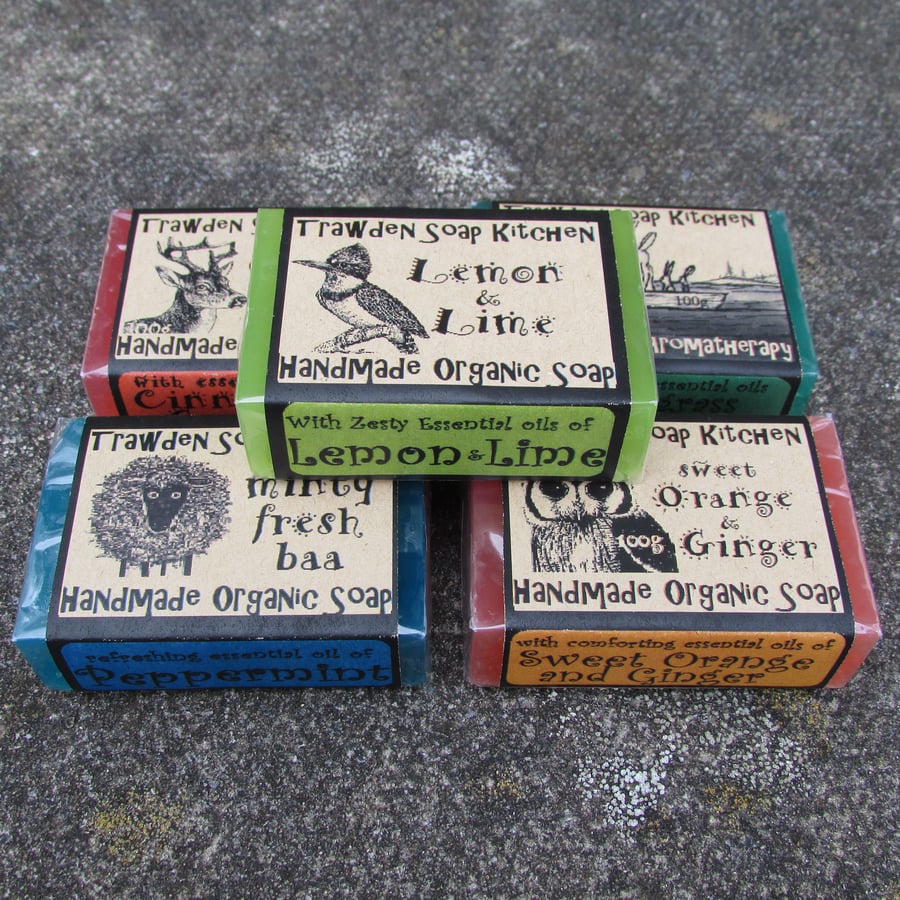 Trawden S
100g
Handmade
With esse
Cinn
Trawden Soap Kitchen
Lemon
&
Lime
Handmade Organic Soap
With Zesty Essential oils of
Lemon & Lime
ap Kitchen
100g
Aromatherapy
essential oils
grass
Trawden So
minty
fresh
baa
Handmade Organic Soap
refreshing essential oil of
Peppermint
oap Kitchen
sweet
Orange
&
Ginger
100g
Handmade Organic Soap
with comforting essential oils of
Sweet Orange
and Ginger